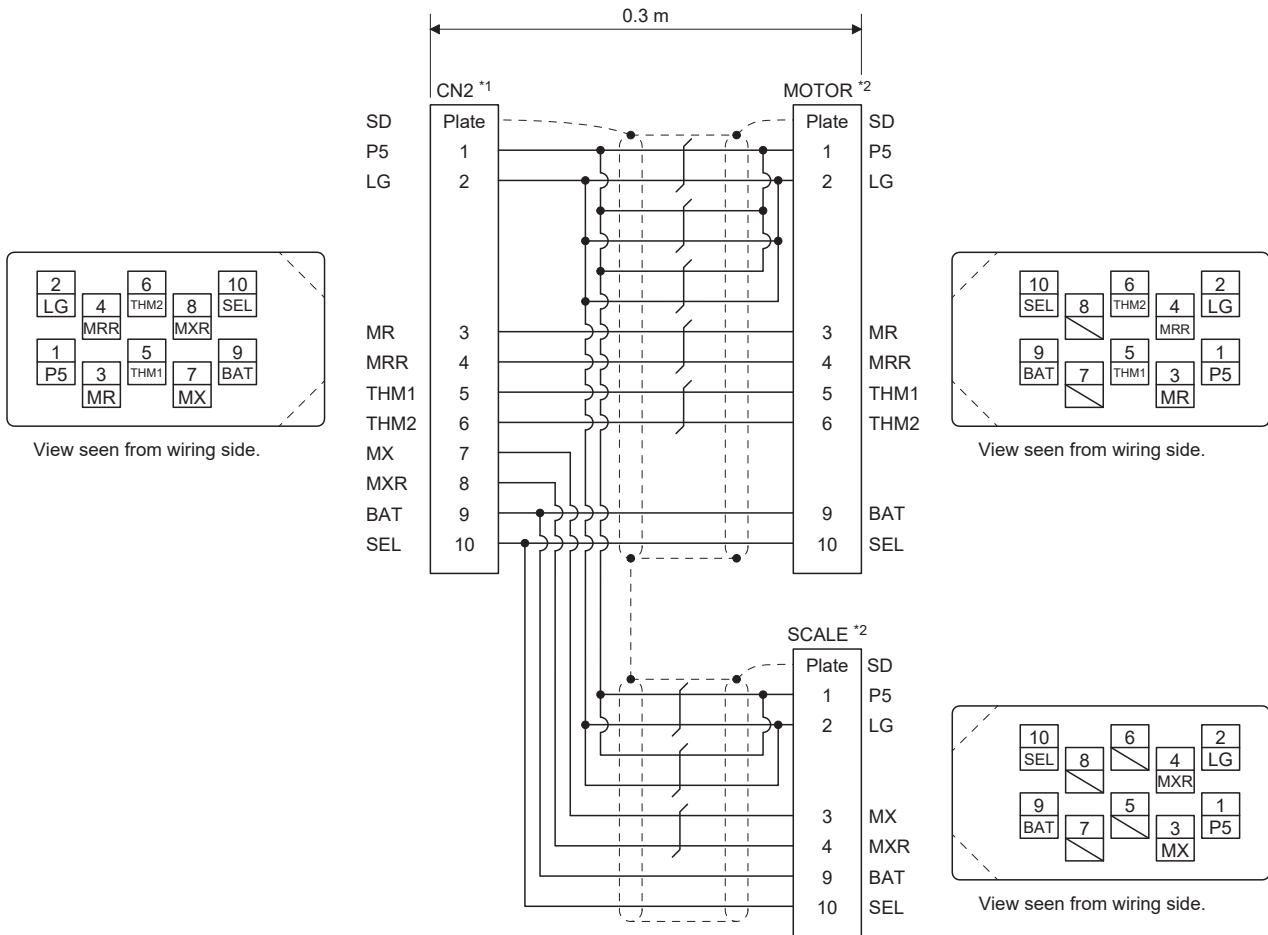 0.3 m
CN2 *1
MOTOR *2
SD Plate Plate SD
P5 1 1 P5
LG 2 2 LG
MR 3 3 MR
MRR 4 4 MRR
THM1 5 5 THM1
THM2 6 6 THM2
MX 7
MXR 8
BAT 9 9 BAT
SEL 10 10 SEL
2 6 10
LG 4 THM2 8 SEL
MRR MXR
1 5 9
P5 3 THM1 7 BAT
MR MX
View seen from wiring side.
10 6 2
SEL 8 THM2 4 LG
MRR
9 5 1
BAT 7 THM1 3 P5
MR
View seen from wiring side.
SCALE *2
Plate SD
1 P5
2 LG
3 MX
4 MXR
9 BAT
10 SEL
10 6 2
SEL 8 4 LG
MXR
9 5 1
BAT 7 3 P5
MX
View seen from wiring side.